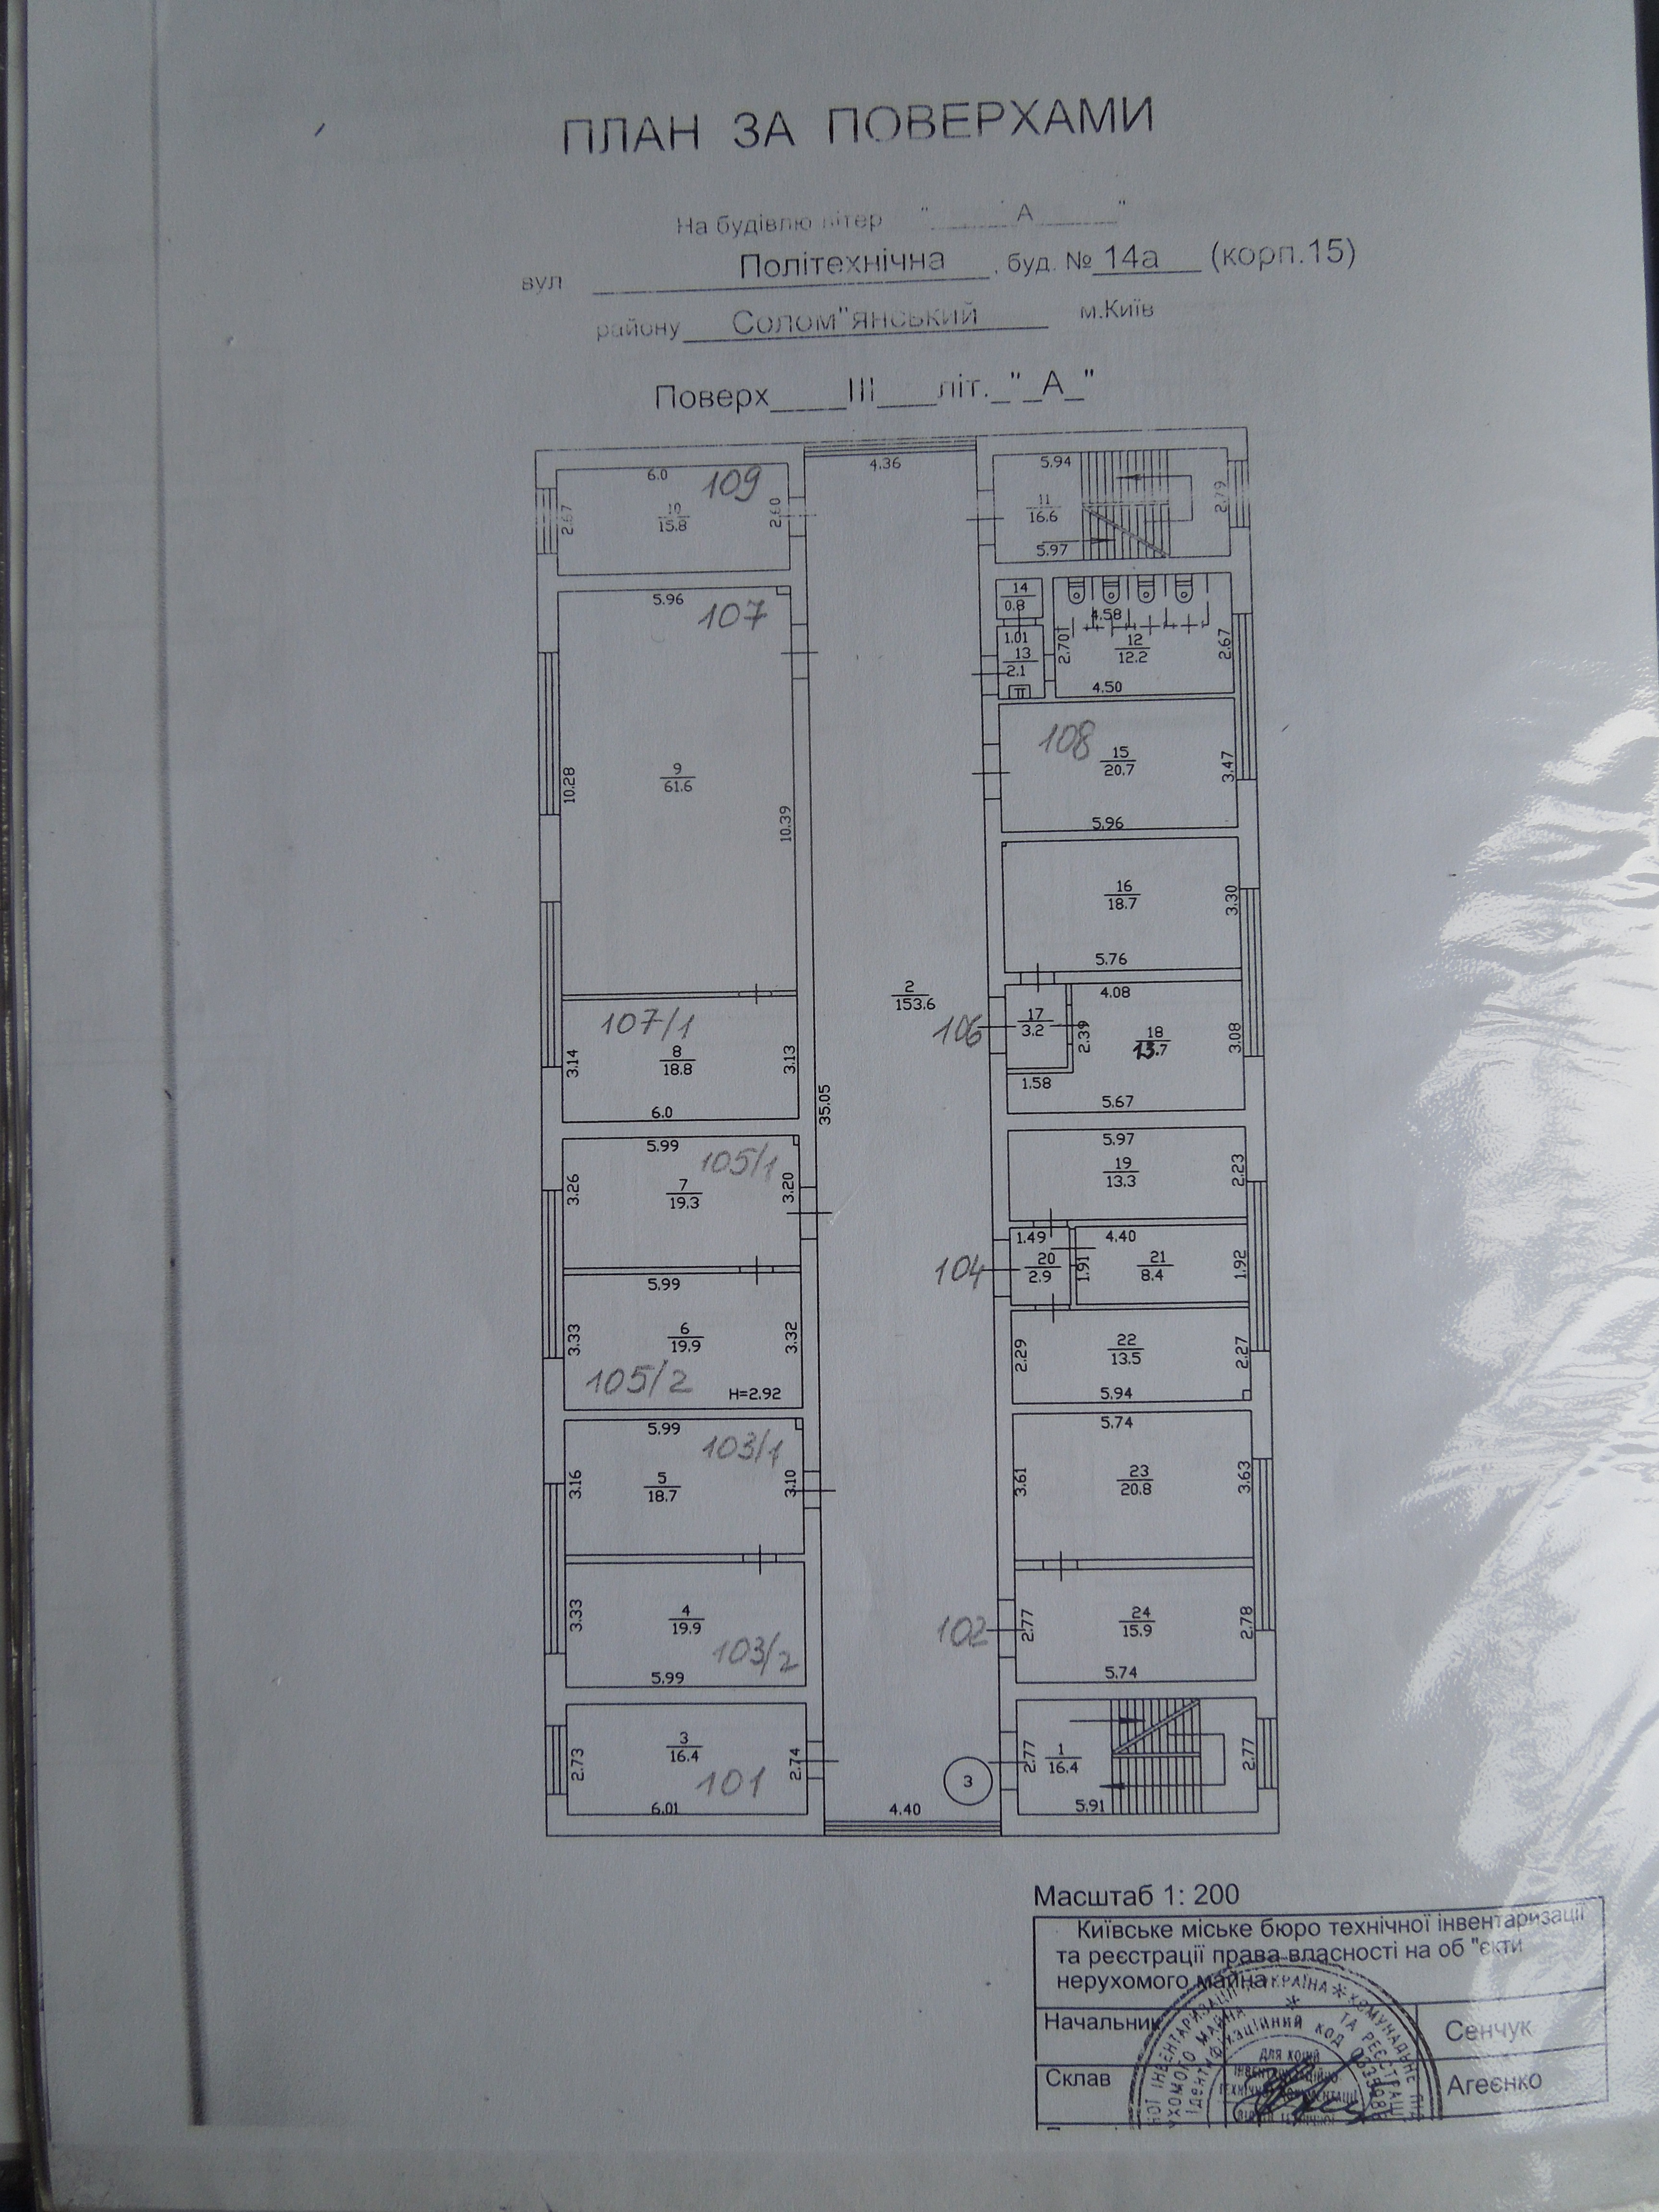 ПЛАН ЗА ПОВЕРХАМИ
На будівлю літер " А "
вул Політехнічна , буд. № 14а (корп.15)
району Солом"янський м.Київ
Поверх____III____літ._"_А_"
6.0 109
2.67 10 15.8 2.60
4.36
5.94
11 16.6 2.79
5.97
5.96 107
10.28 9 61.6 10.39
14 0.8
4.58
1.01 13 2.1
2.70 12 12.2 2.67
4.50
108 15 20.7 3.47
5.96
16 18.7 3.30
5.76
2 153.6
106 17 3.2 2.39 4.08 18 13.7 3.08
1.58
5.67
107/1
3.14 8 18.8 3.13
6.0
35.05
5.99 105/1
3.26 7 19.3 3.20
5.99
3.33 6 19.9 3.32
105/2 H=2.92
5.97
19 13.3 2.23
1.49 4.40
104 20 2.9 1.91 21 8.4 1.92
2.29 22 13.5 2.27
5.94
5.99 103/1
3.16 5 18.7 3.10
3.33 4 19.9
103/2
5.99
5.74
3.61 23 20.8 3.63
102 2.77 24 15.9 2.78
5.74
2.73 3 16.4 2.74
101
6.01
4.40
3
2.77 1 16.4 2.77
5.91
Масштаб 1: 200
Київське міське бюро технічної інвентаризації
та реєстрації права власності на об "єкти
нерухомого майна
Начальник Сенчук
Склав Агеєнко
УКРАЇНА * КОМУНАЛЬНЕ
ІНВЕНТАРИЗАЦІЇ ТА РЕЄСТРАЦІЇ
МАЙНА
Ідентифікаційний код
ДЛЯ КОПІЙ